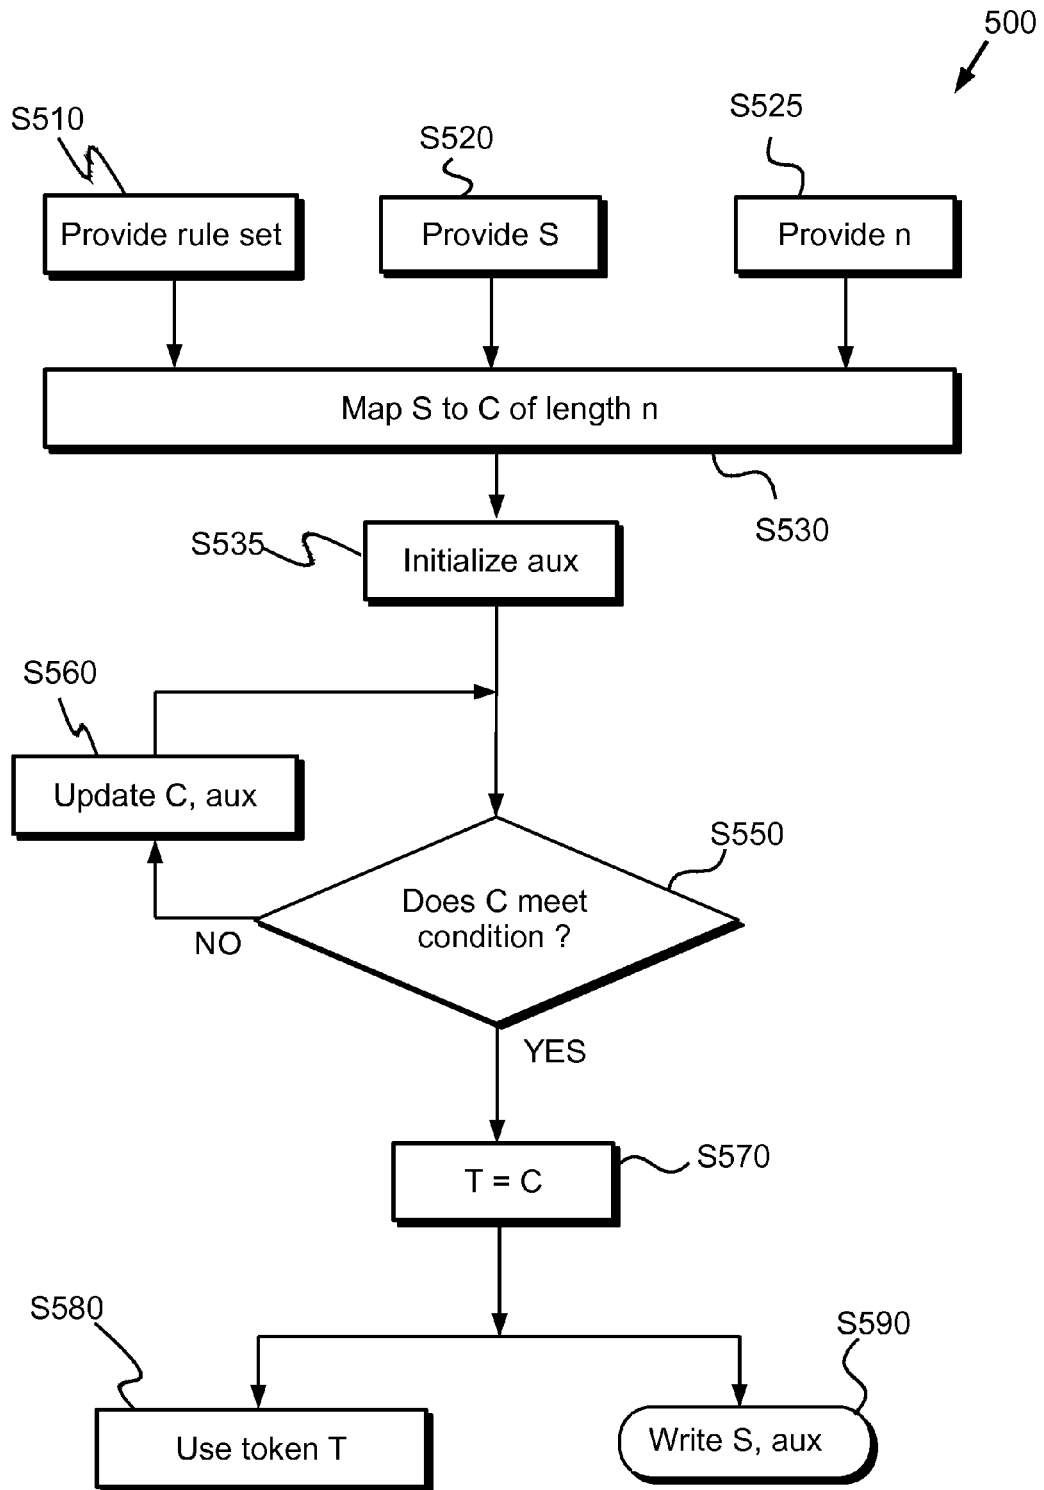 500
S510
S520
S525
Provide rule set
Provide S
Provide n
Map S to C of length n
S530
S535
Initialize aux
S560
Update C, aux
S550
Does C meet
condition ?
NO
YES
T = C
S570
S580
S590
Use token T
Write S, aux